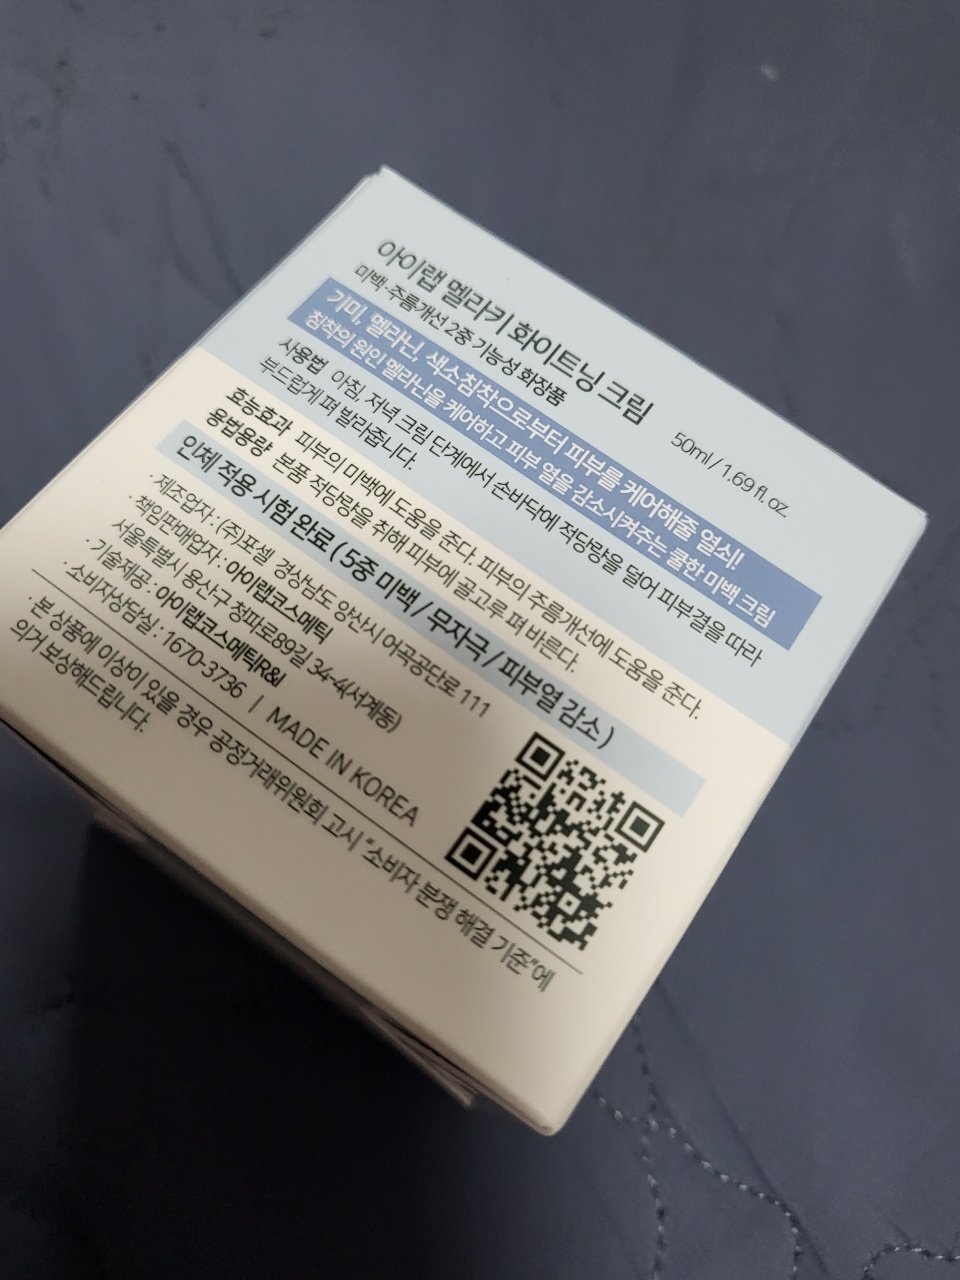 아이랩 멜라키 화이트닝 크림 50ml / 1.69 fl.oz
미백·주름개선 2중 기능성 화장품
기미, 멜라닌, 색소침착으로부터 피부를 케어해줄 열쇠!
침착의 원인 멜라닌을 케어하고 피부 열을 감소시켜주는 쿨한 미백 크림
사용법 아침, 저녁 크림 단계에서 손바닥에 적당량을 덜어 피부결을 따라
부드럽게 펴 발라줍니다.
효능효과 피부의 미백에 도움을 준다. 피부의 주름개선에 도움을 준다.
용법용량 본품 적당량을 취해 피부에 골고루 펴 바른다.
인체 적용 시험 완료 ( 5중 미백 / 무자극 / 피부열 감소 )
· 제조업자 : (주)포셀 경상남도 양산시 어곡공단로 111
· 책임판매업자 : 아이랩코스메틱
서울특별시 용산구 청파로89길 34-4(서계동)
· 기술제공 : 아이랩코스메틱R&I
· 소비자상담실 : 1670-3736 | MADE IN KOREA
· 본 상품에 이상이 있을 경우 공정거래위원회 고시 "소비자 분쟁 해결 기준"에
의거 보상해드립니다.